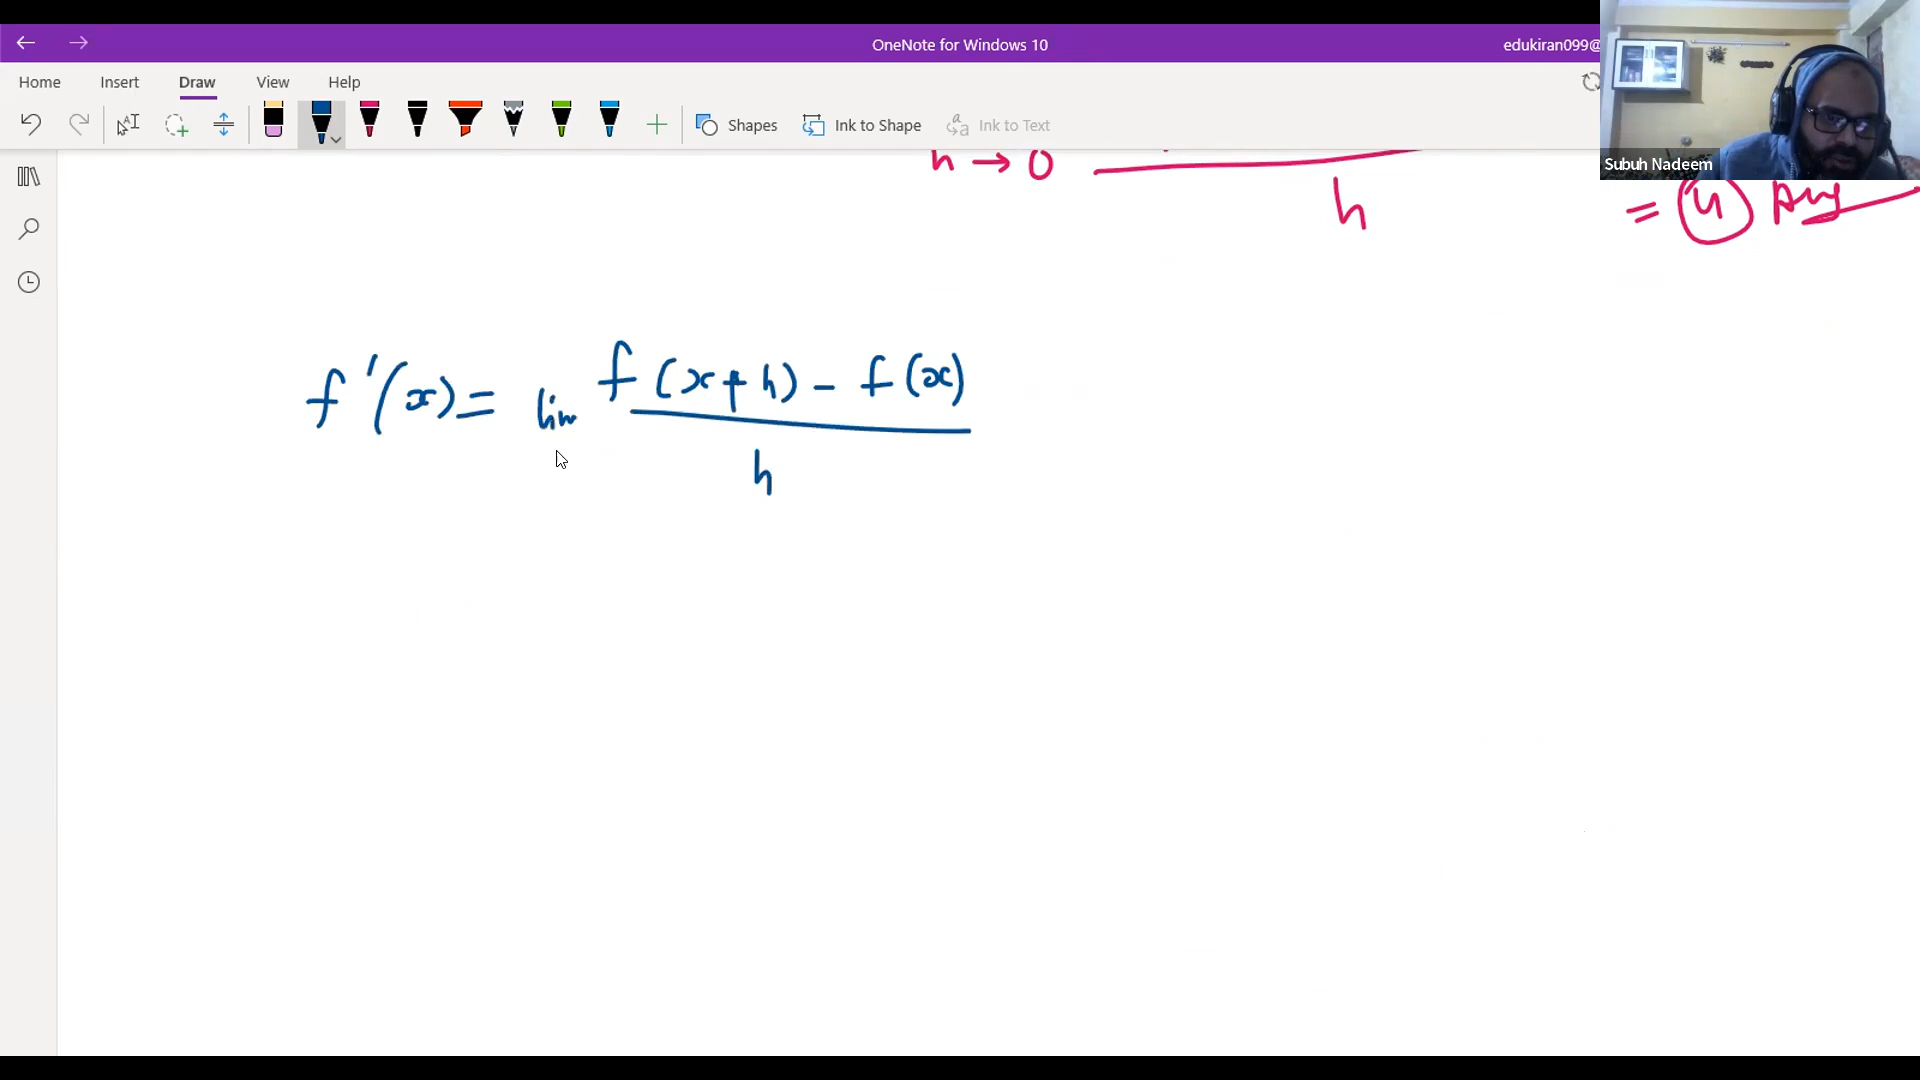 OneNote for Windows 10
edukiran099@
Home Insert Draw View Help
Shapes Ink to Shape Ink to Text
Subuh Nadeem
h → 0
h
= 4 Ans
f'(x) = lim f(x+h) - f(x)
h